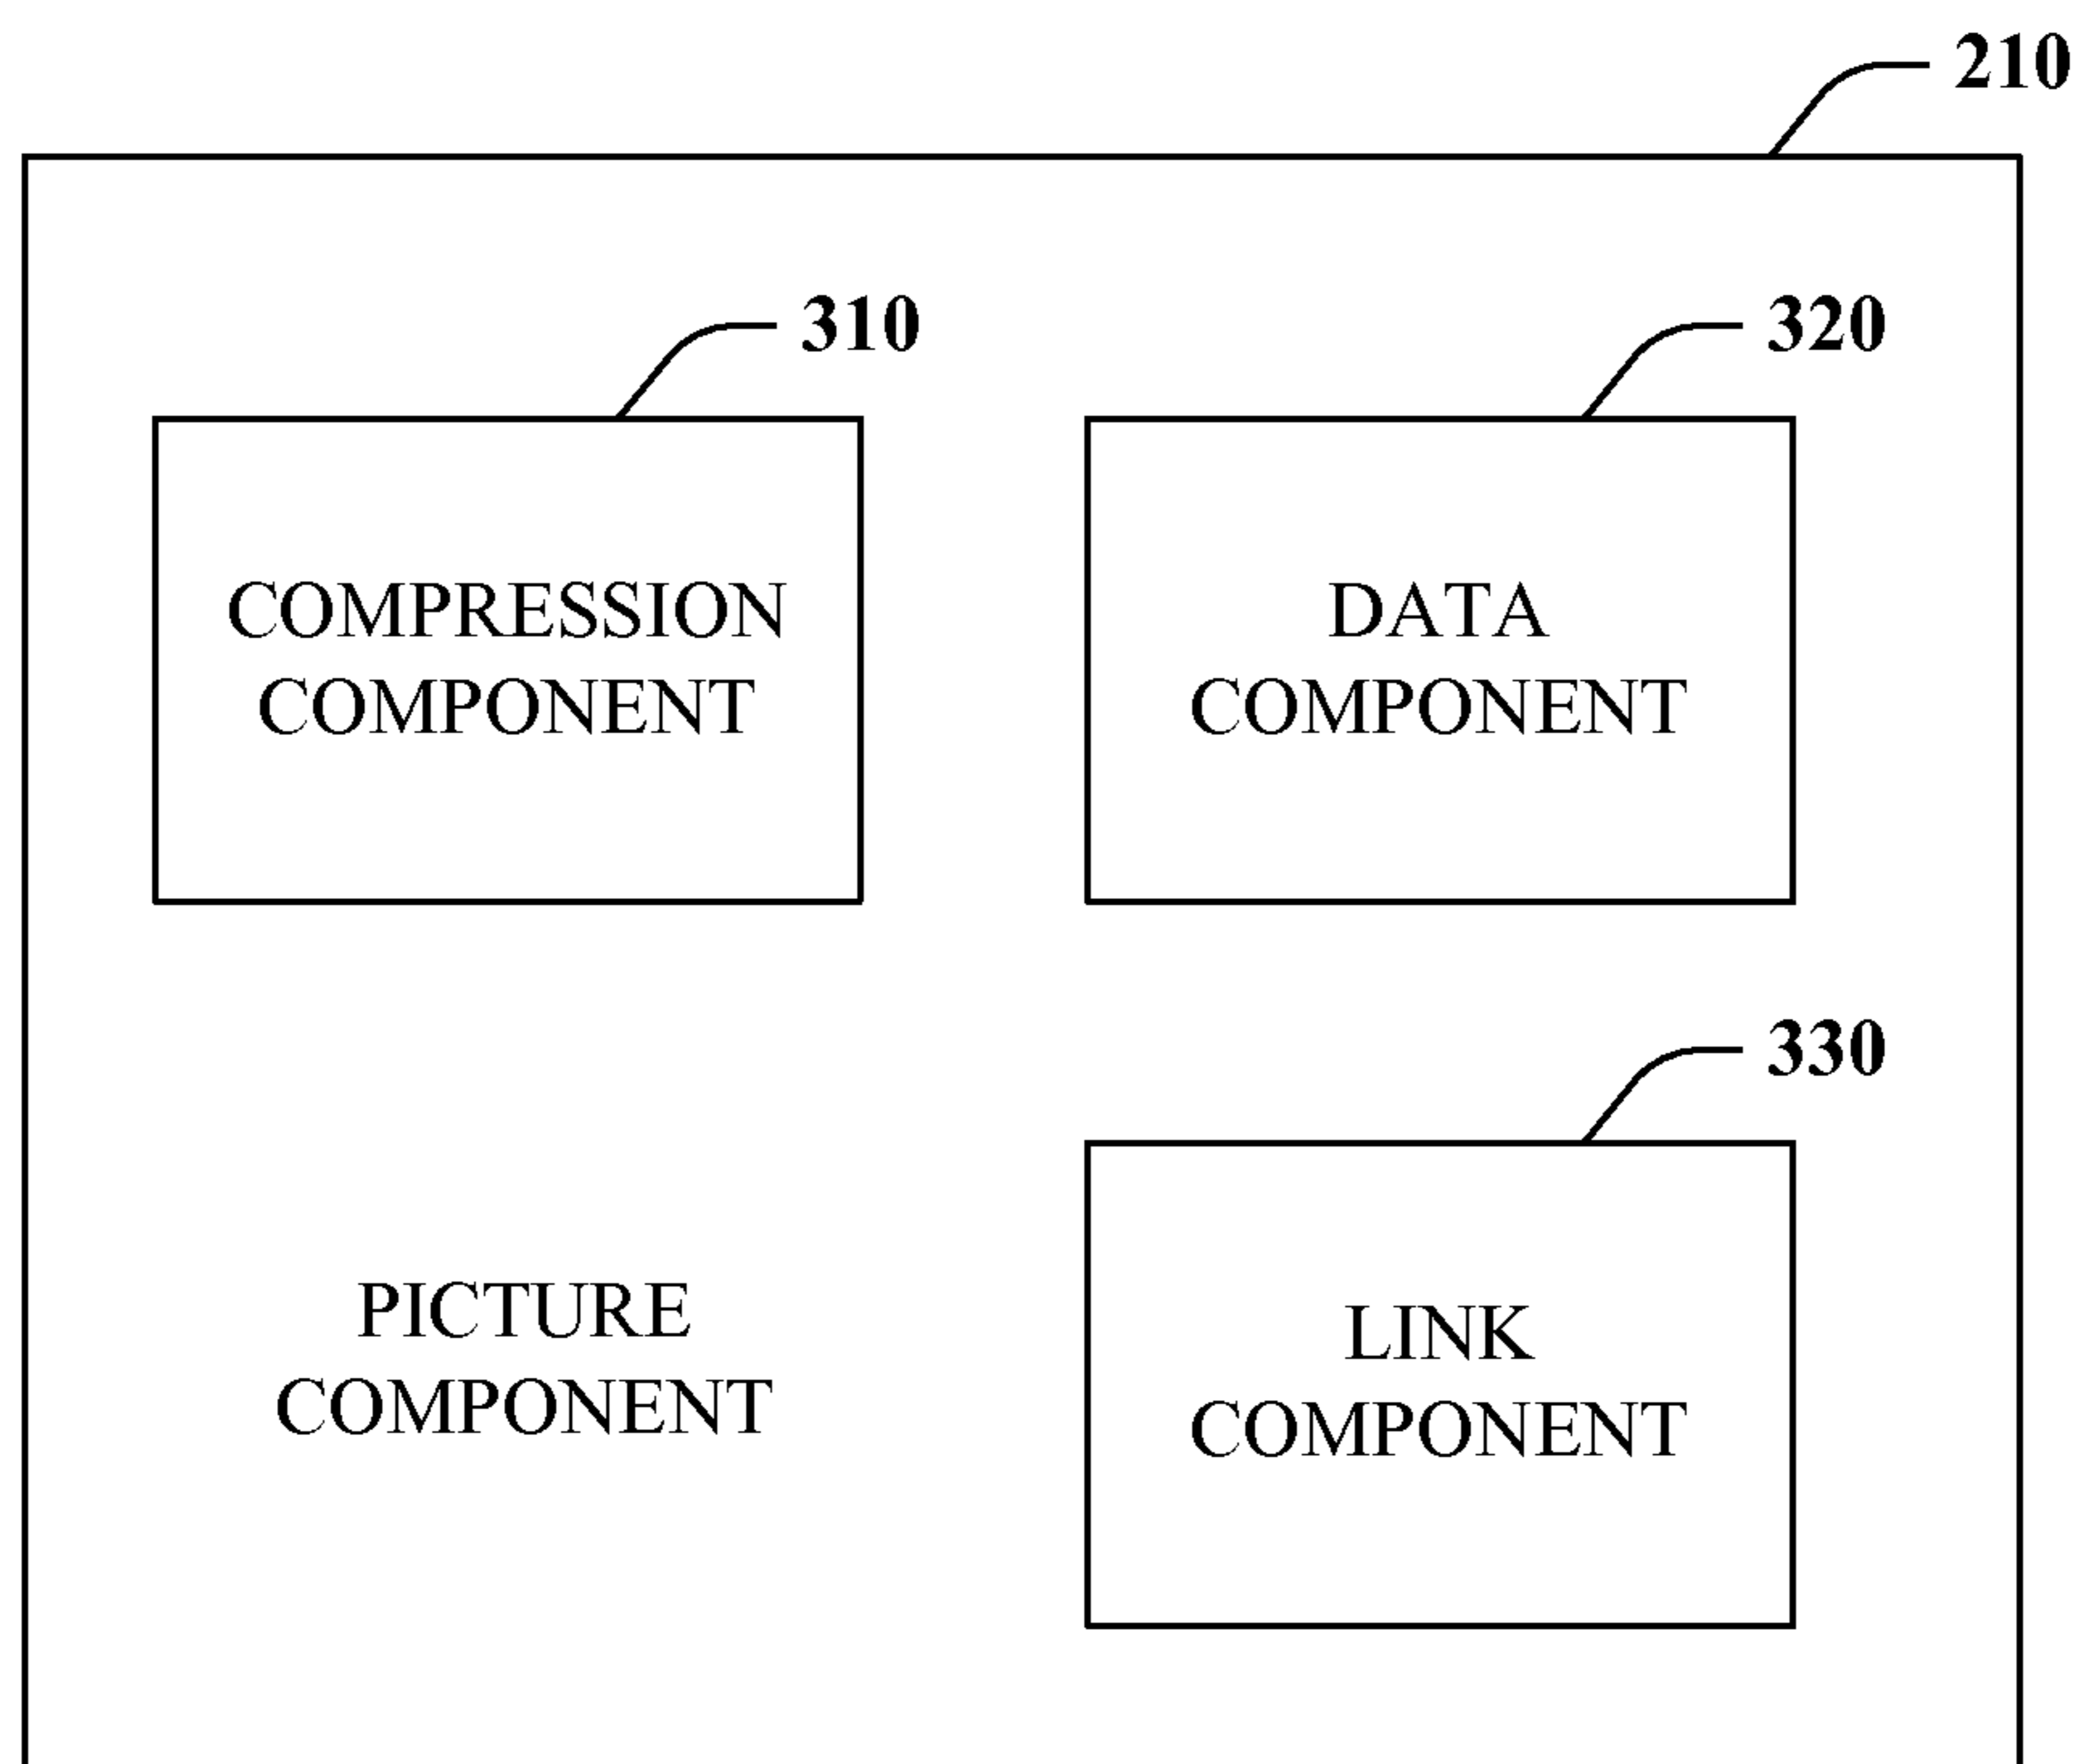 210
310
320
COMPRESSION
COMPONENT
DATA
COMPONENT
330
PICTURE
COMPONENT
LINK
COMPONENT